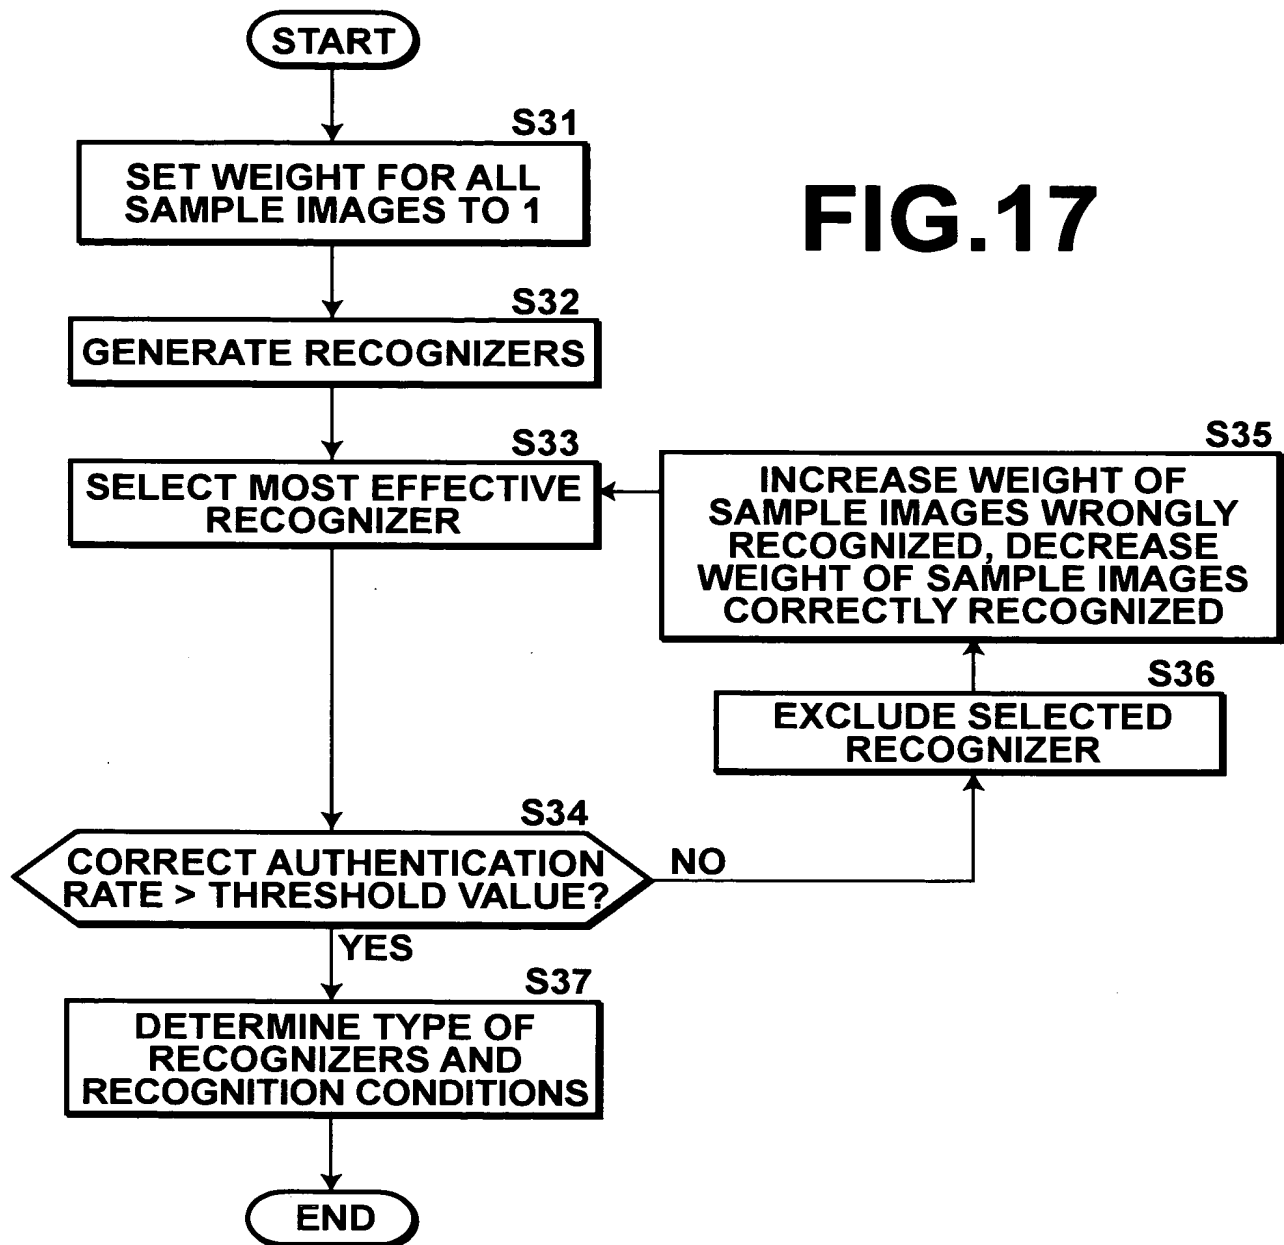 START
S31
SET WEIGHT FOR ALL
SAMPLE IMAGES TO 1
FIG.17
S32
GENERATE RECOGNIZERS
S33
SELECT MOST EFFECTIVE
RECOGNIZER
S35
INCREASE WEIGHT OF
SAMPLE IMAGES WRONGLY
RECOGNIZED, DECREASE
WEIGHT OF SAMPLE IMAGES
CORRECTLY RECOGNIZED
S36
EXCLUDE SELECTED
RECOGNIZER
S34
CORRECT AUTHENTICATION
RATE > THRESHOLD VALUE?
NO
YES
S37
DETERMINE TYPE OF
RECOGNIZERS AND
RECOGNITION CONDITIONS
END